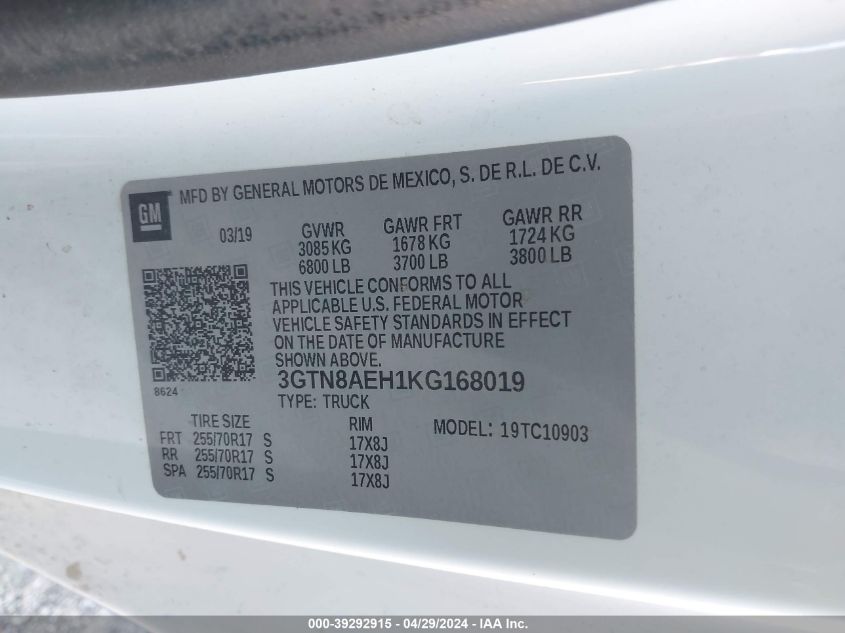 GM
MFD BY GENERAL MOTORS DE MEXICO, S. DE R.L. DE C.V.
03/19
GVWR GAWR FRT GAWR RR
3085 KG 1678 KG 1724 KG
6800 LB 3700 LB 3800 LB
THIS VEHICLE CONFORMS TO ALL
APPLICABLE U.S. FEDERAL MOTOR
VEHICLE SAFETY STANDARDS IN EFFECT
ON THE DATE OF MANUFACTURE
SHOWN ABOVE.
8624
3GTN8AEH1KG168019
TYPE: TRUCK
TIRE SIZE RIM MODEL: 19TC10903
FRT 255/70R17 S 17X8J
RR 255/70R17 S 17X8J
SPA 255/70R17 S 17X8J
000-39292915 - 04/29/2024 - IAA Inc.